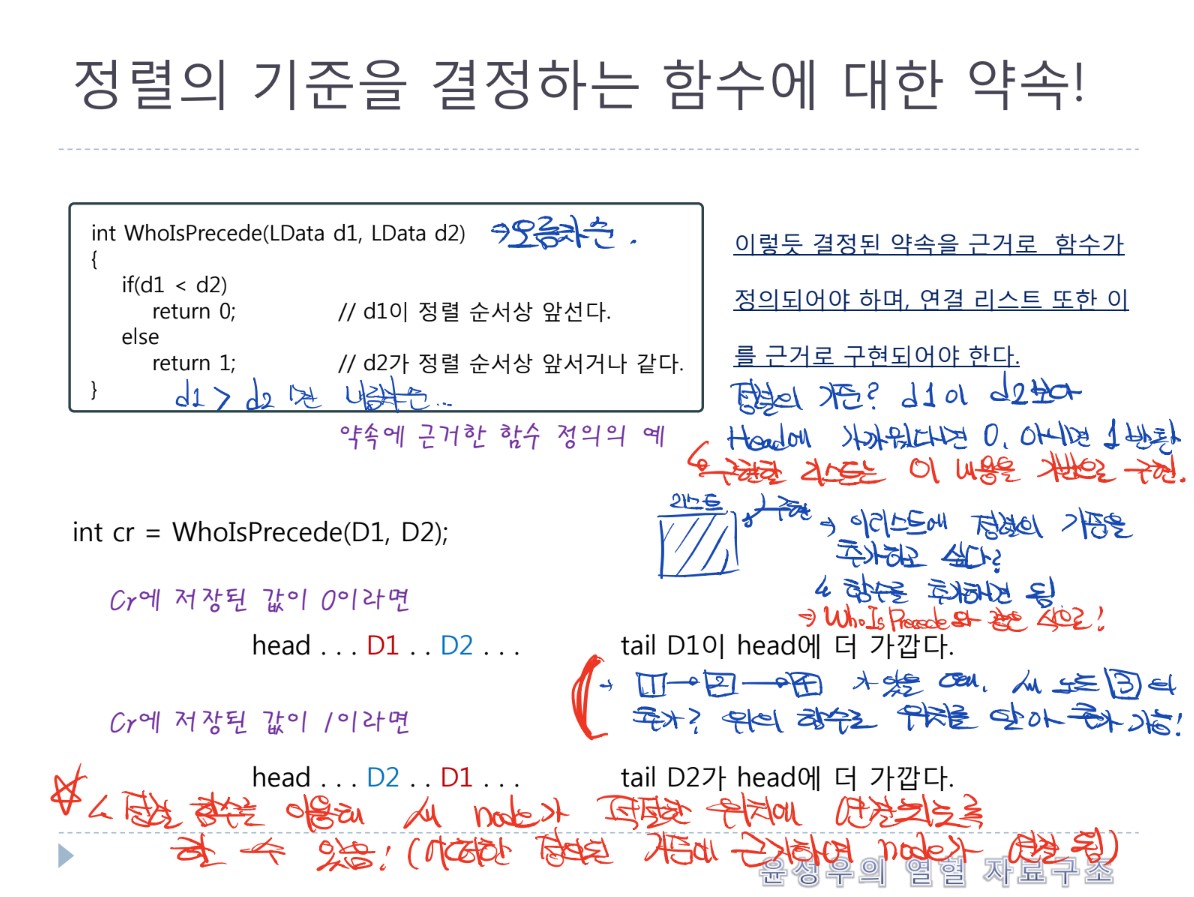 정렬의 기준을 결정하는 함수에 대한 약속!
int WhoIsPrecede(LData d1, LData d2) →오름차순.
{
if(d1 < d2)
return 0; // d1이 정렬 순서상 앞선다.
else
return 1; // d2가 정렬 순서상 앞서거나 같다.
}
d1 > d2 면 내림차순...
약속에 근거한 함수 정의의 예
이렇듯 결정된 약속을 근거로 함수가
정의되어야 하며, 연결 리스트 또한 이
를 근거로 구현되어야 한다.
정렬의 기준? d1이 d2보다
Head에 가까웠다면 0, 아니면 1 반환
구현할 리스트는 이 내용을 기반으로 구현.
리스트
구현
→ 이 리스트에 정렬의 기준을
추가하고 싶다?
↳ 함수를 추가하면 됨
→ WhoIsPrecede와 같은 식으로!
int cr = WhoIsPrecede(D1, D2);
Cr에 저장된 값이 0이라면
head . . . D1 . . D2 . . . tail D1이 head에 더 가깝다.
→ 1 2 4 가 있을 때, 새 노드 3의
추가? 위의 함수로 위치를 알아 추가 가능!
Cr에 저장된 값이 1이라면
head . . . D2 . . D1 . . . tail D2가 head에 더 가깝다.
☆ ↳ 정렬 함수를 이용해 새 node가 적절한 위치에 연결되도록
할 수 있음! (이러한 정의된 기준에 근거하여 node가 연결됨)
윤성우의 열혈 자료구조